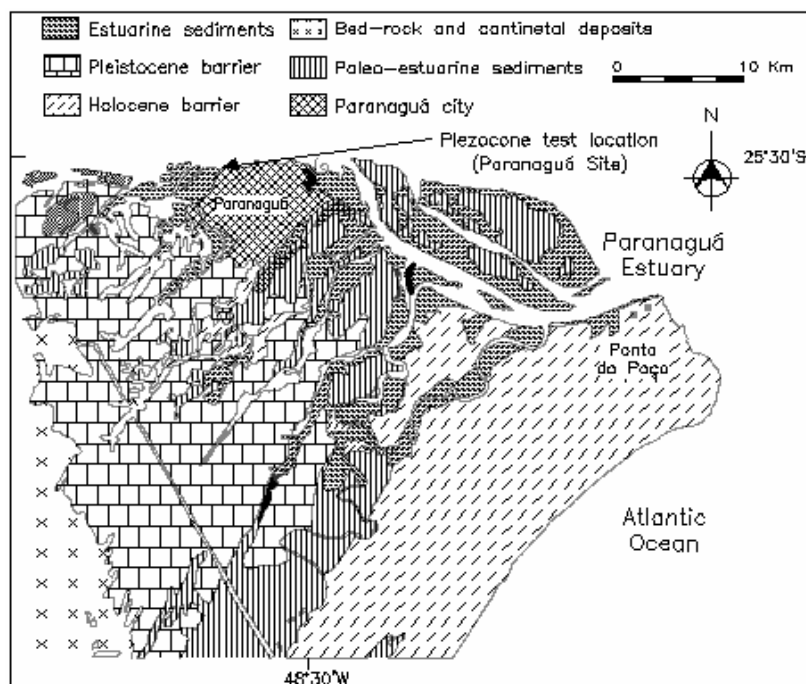 Estuarine sediments
Bed-rock and continetal deposits
Pleistocene barrier
Paleo-estuarine sediments
Holocene barrier
Paranaguá city
0 10 Km
N
Piezocone test location
(Paranaguá Site)
25°30'S
Paranaguá
Paranaguá
Estuary
Ponta
do Poço
Atlantic
Ocean
48°30'W